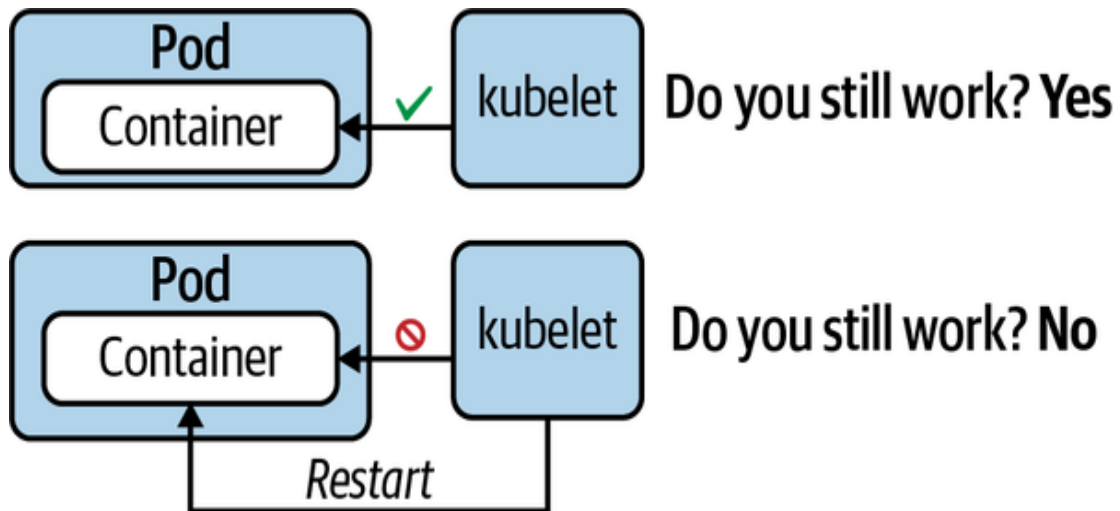 Pod
Container
kubelet
Do you still work? Yes
Pod
Container
kubelet
Do you still work? No
Restart